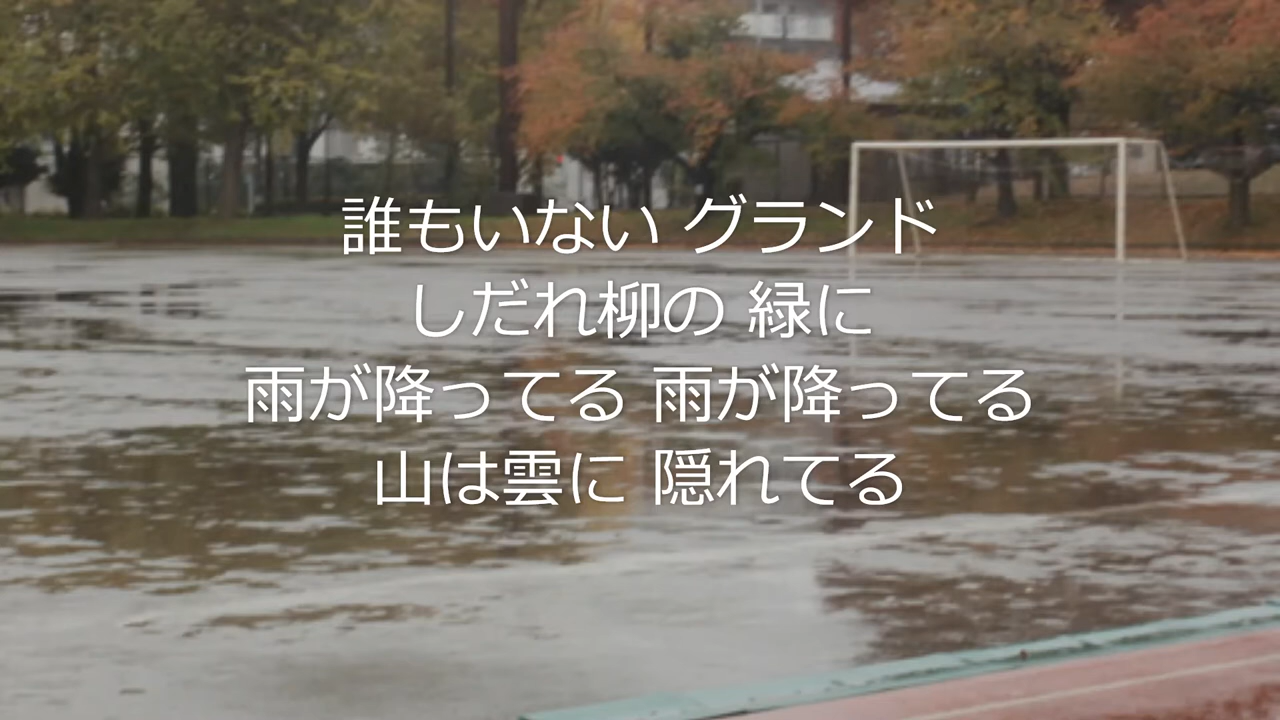 誰もいない グランド
しだれ柳の 緑に
雨が降ってる 雨が降ってる
山は雲に 隠れてる